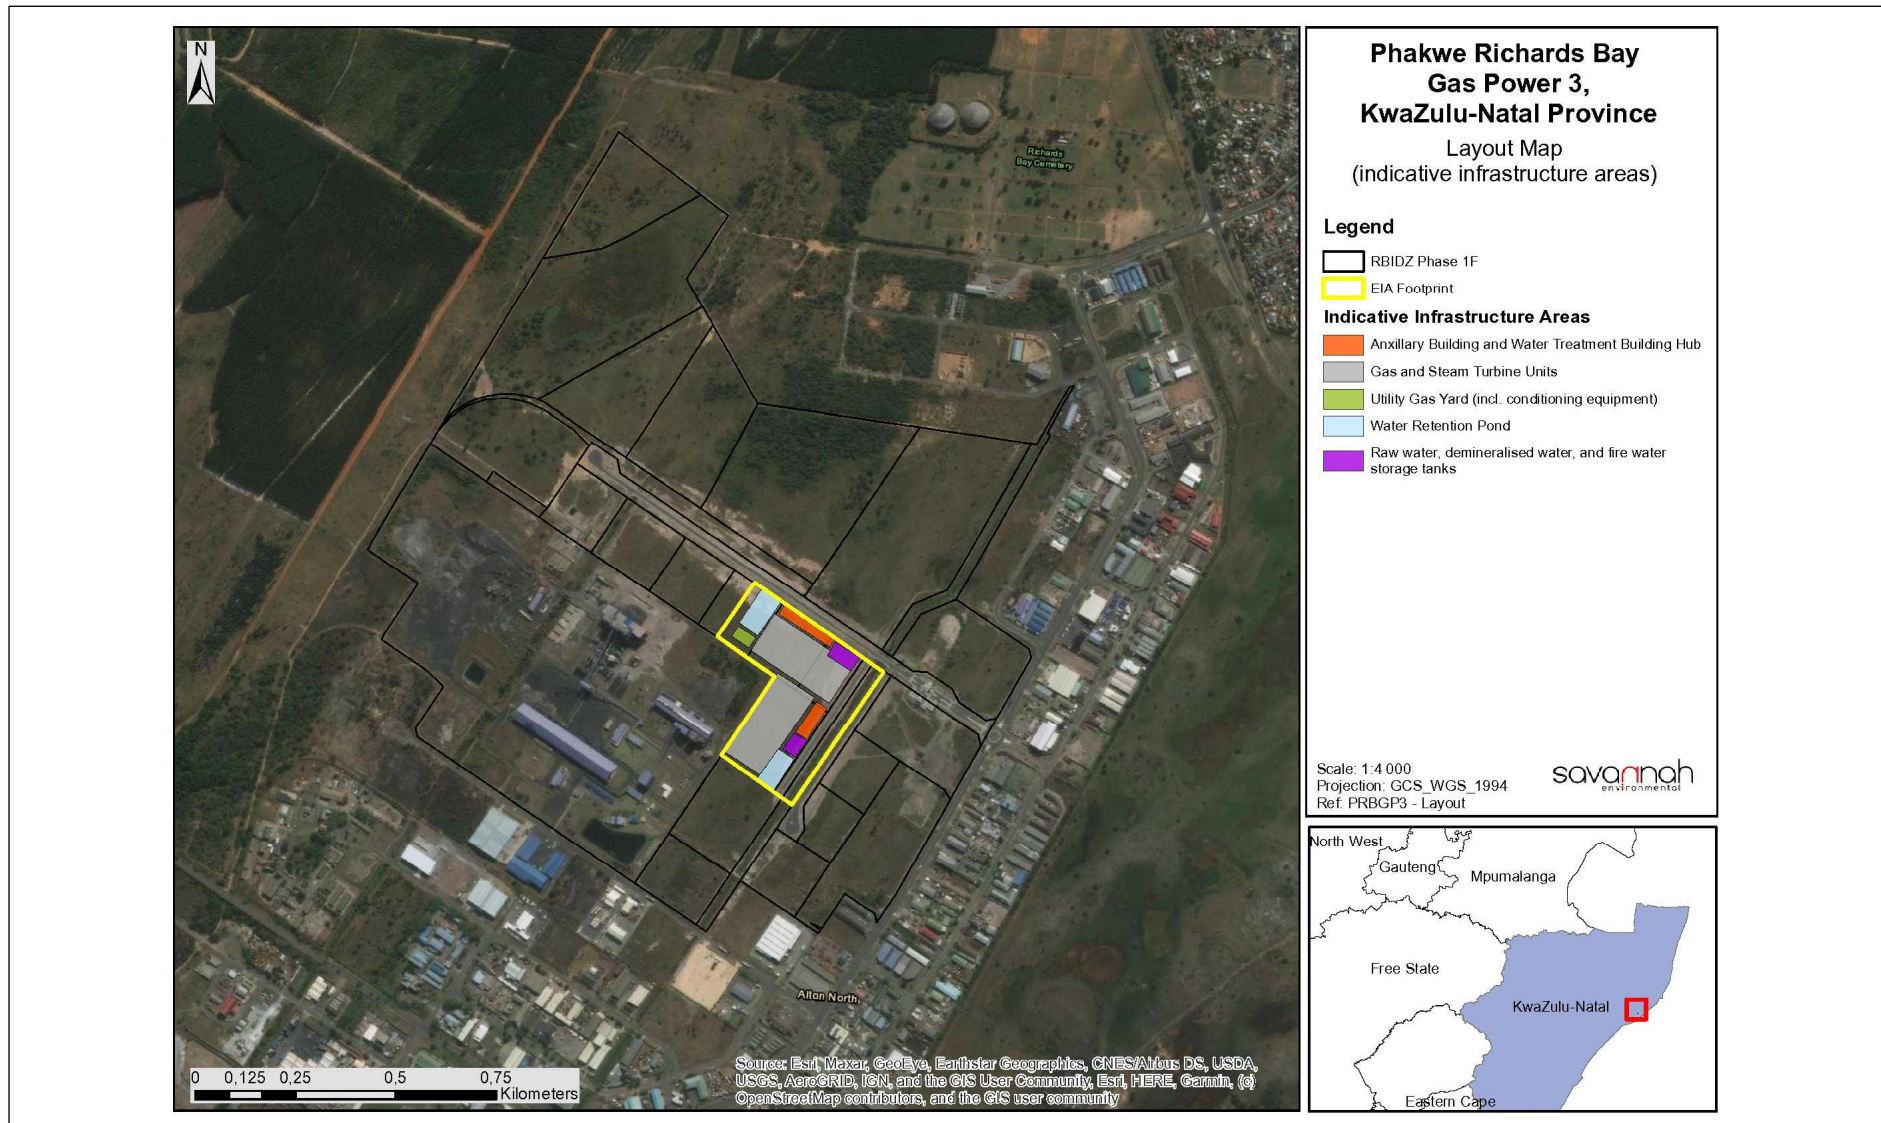 N
Richards
Bay Cemetery
Alton North
0 0,125 0,25 0,5 0,75
Kilometers
Source: Esri, Maxar, GeoEye, Earthstar Geographics, CNES/Airbus DS, USDA,
USGS, AeroGRID, IGN, and the GIS User Community, Esri, HERE, Garmin, (c)
OpenStreetMap contributors, and the GIS user community
Phakwe Richards Bay
Gas Power 3,
KwaZulu-Natal Province
Layout Map
(indicative infrastructure areas)
Legend
RBIDZ Phase 1F
EIA Footprint
Indicative Infrastructure Areas
Anxillary Building and Water Treatment Building Hub
Gas and Steam Turbine Units
Utility Gas Yard (incl. conditioning equipment)
Water Retention Pond
Raw water, demineralised water, and fire water
storage tanks
Scale: 1:4 000
Projection: GCS_WGS_1994
Ref: PRBGP3 - Layout
savannah
environmental
North West
Gauteng
Mpumalanga
Free State
KwaZulu-Natal
Eastern Cape